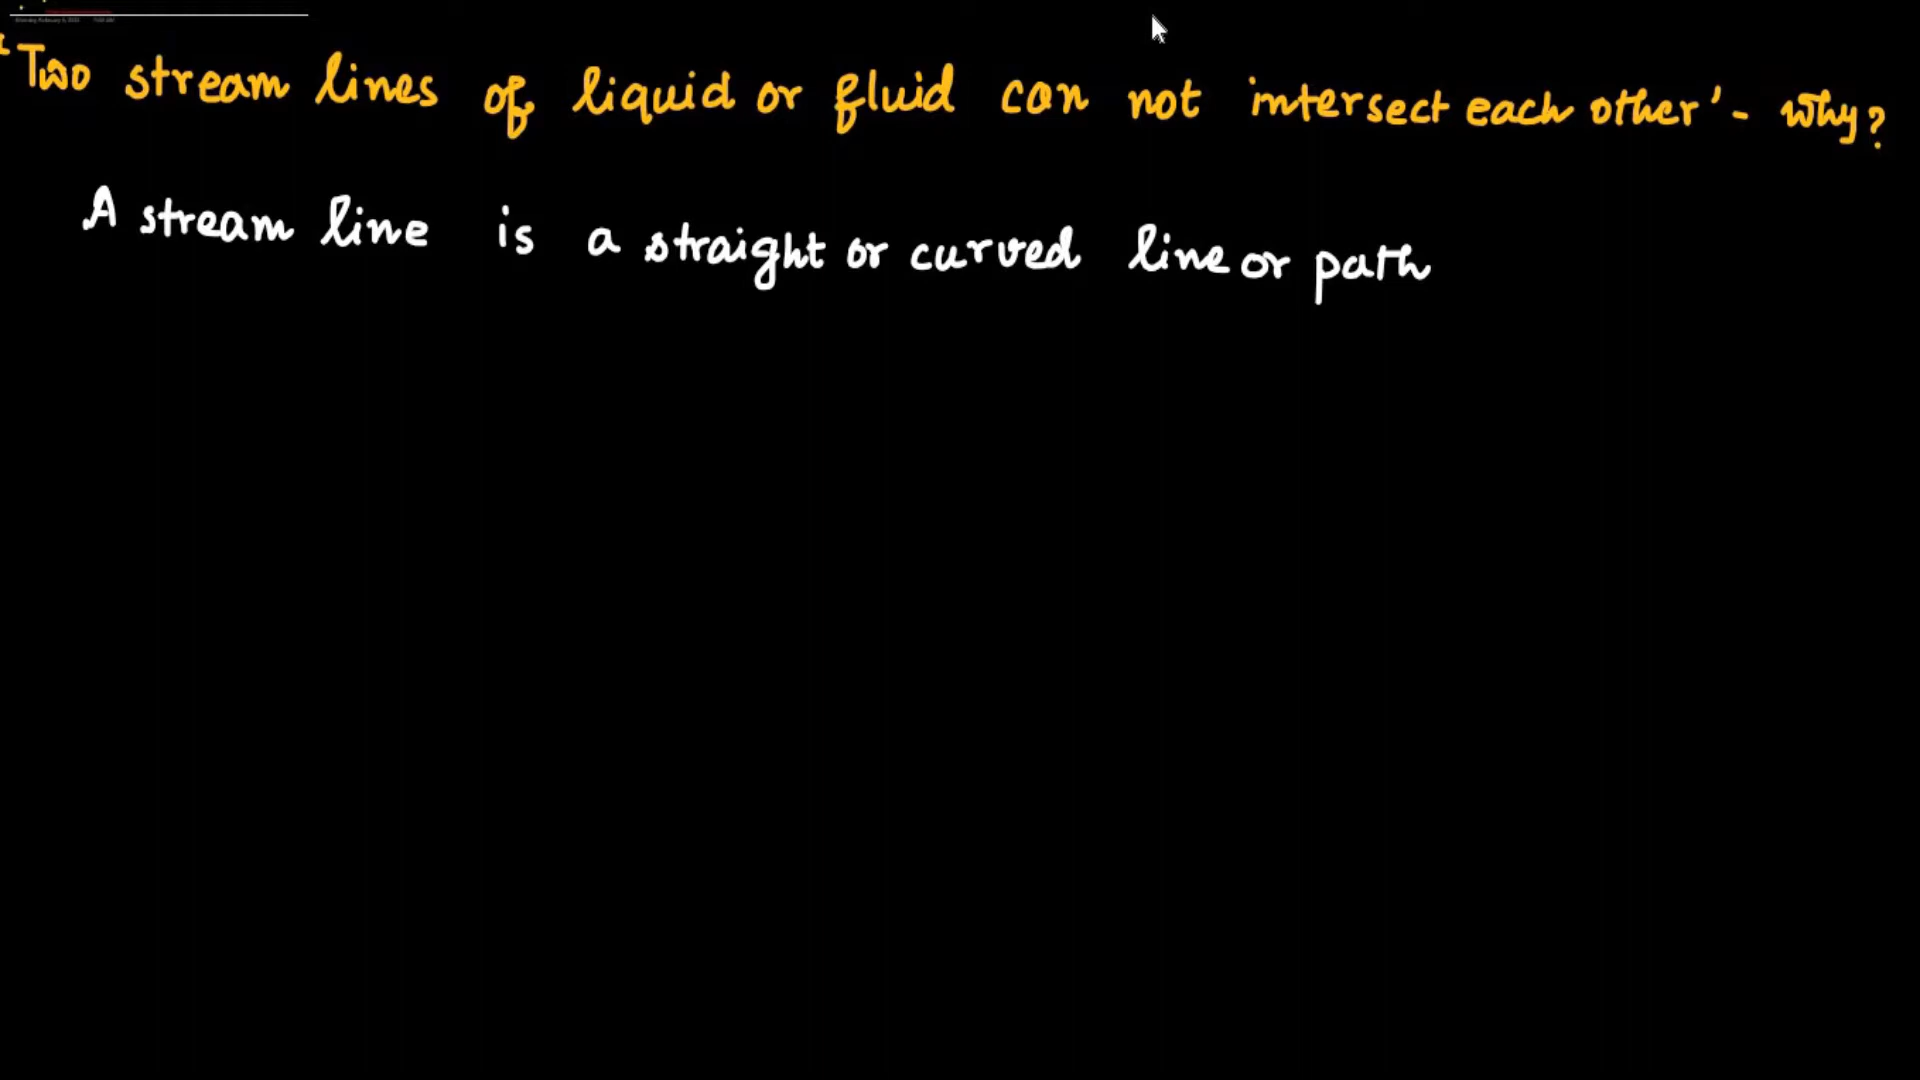 'Two stream lines of liquid or fluid can not intersect each other' - why?
A stream line is a straight or curved line or path